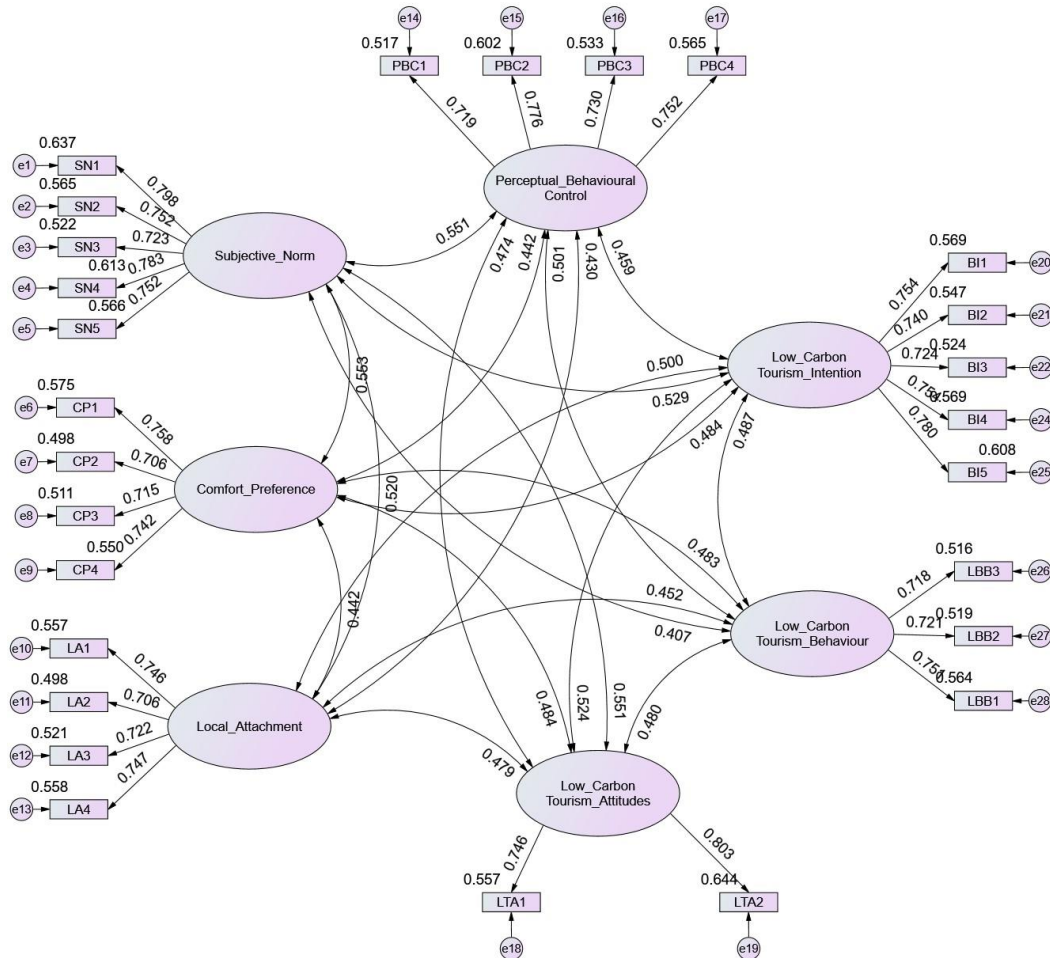 e14
e15
e16
e17
0.517
0.602
0.533
0.565
PBC1
PBC2
PBC3
PBC4
0.719
0.776
0.730
0.752
Perceptual_Behavioural
Control
0.637
e1
SN1
0.565
e2
SN2
0.522
e3
SN3
0.613
e4
SN4
0.566
e5
SN5
0.798
0.752
0.723
0.783
0.752
Subjective_Norm
0.551
0.474
0.442
0.501
0.430
0.459
0.569
BI1
e20
0.547
BI2
e21
0.524
BI3
e22
0.569
BI4
e24
0.608
BI5
e25
0.754
0.740
0.724
0.780
Low_Carbon
Tourism_Intention
0.553
0.500
0.529
0.484
0.487
0.575
e6
CP1
0.498
e7
CP2
0.511
e8
CP3
0.550
e9
CP4
0.758
0.706
0.715
0.742
Comfort_Preference
0.520
0.483
0.442
0.452
0.407
0.516
LBB3
e26
0.519
LBB2
e27
0.564
LBB1
e28
0.718
0.721
Low_Carbon
Tourism_Behaviour
0.557
e10
LA1
0.498
e11
LA2
0.521
e12
LA3
0.558
e13
LA4
0.746
0.706
0.722
0.747
Local_Attachment
0.484
0.524
0.551
0.480
0.479
Low_Carbon
Tourism_Attitudes
0.746
0.803
0.557
LTA1
0.644
LTA2
e18
e19